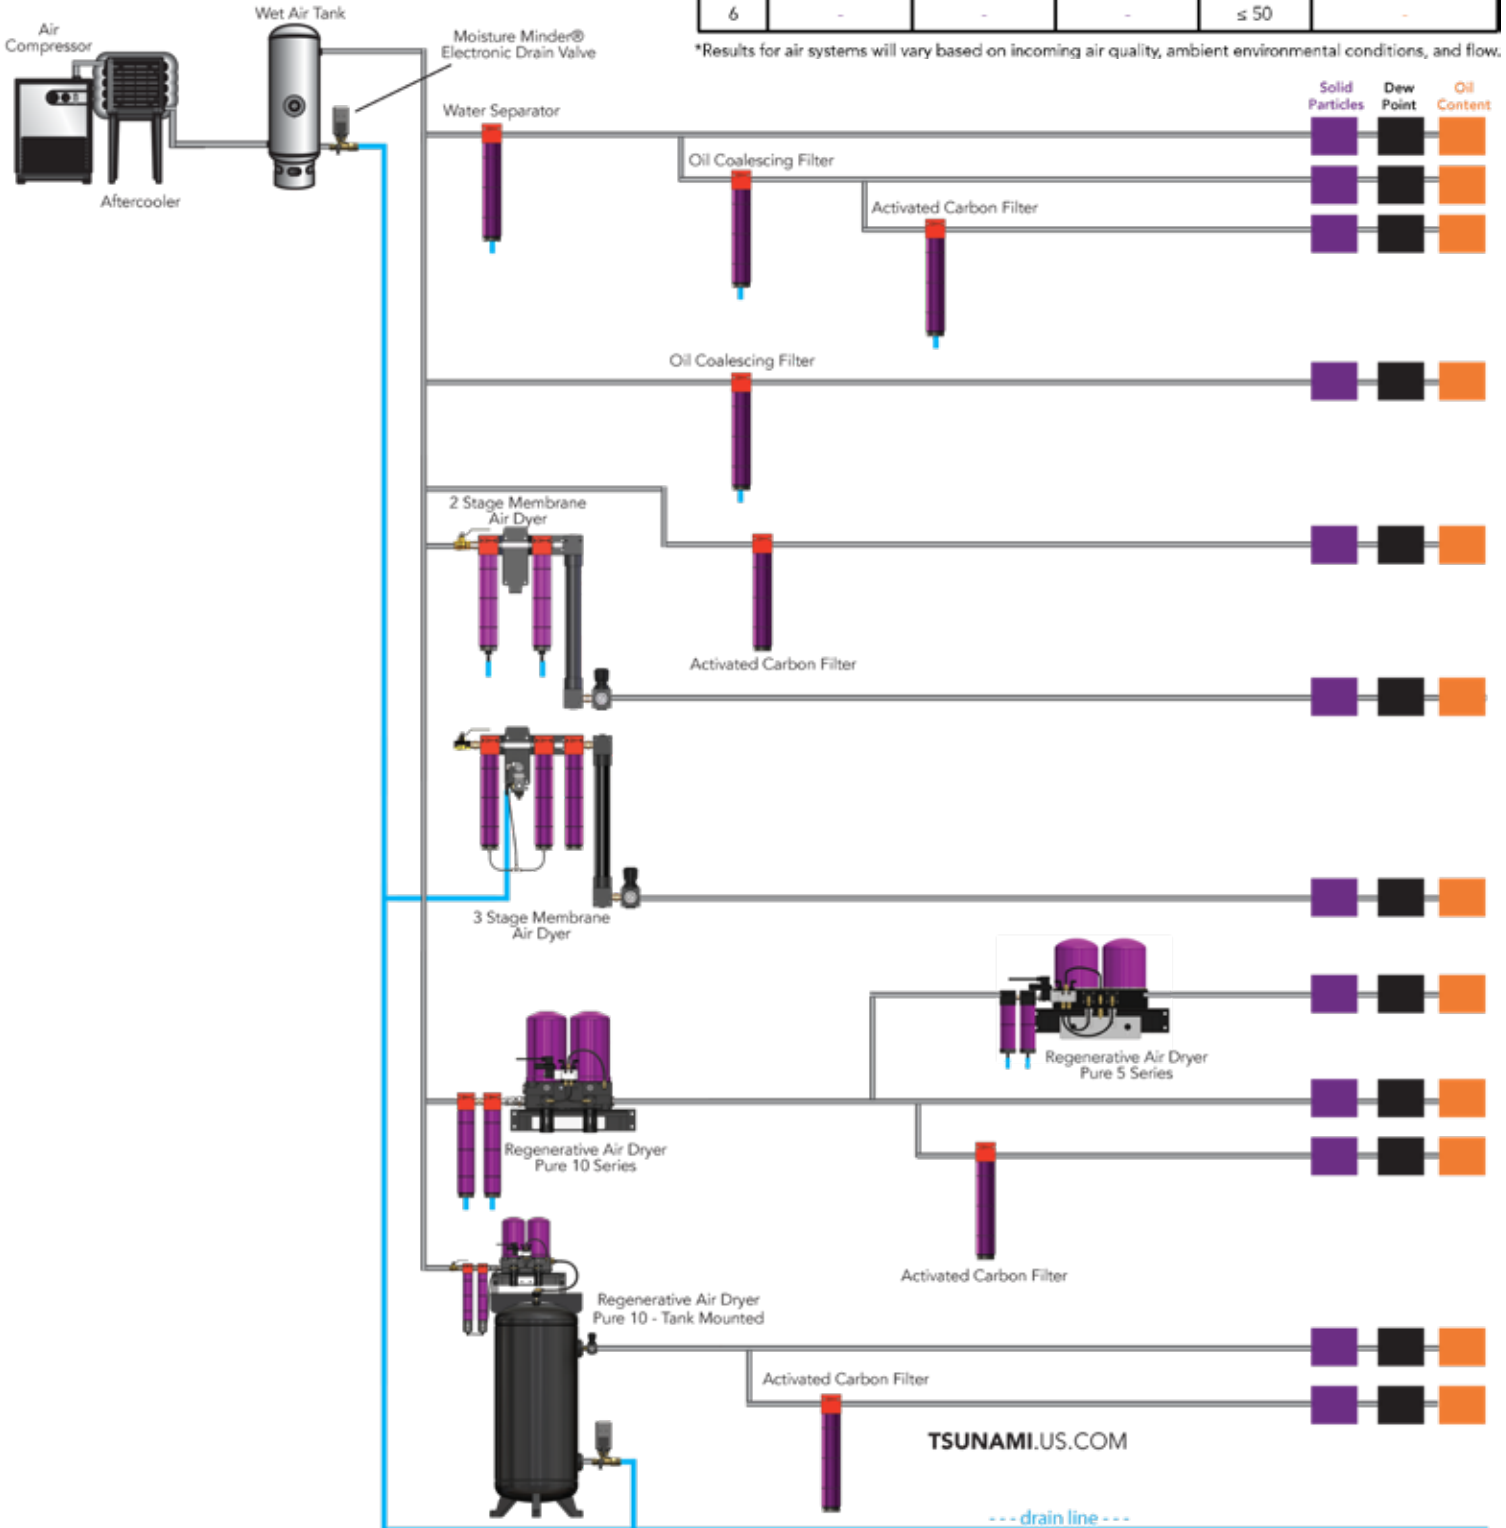 6 - - - ≤ 50 -
*Results for air systems will vary based on incoming air quality, ambient environmental conditions, and flow.
Wet Air Tank
Air
Compressor
Moisture Minder®
Electronic Drain Valve
Aftercooler
Solid
Particles
Dew
Point
Oil
Content
Water Separator
Oil Coalescing Filter
Activated Carbon Filter
Oil Coalescing Filter
2 Stage Membrane
Air Dyer
Activated Carbon Filter
3 Stage Membrane
Air Dyer
Regenerative Air Dryer
Pure 5 Series
Regenerative Air Dryer
Pure 10 Series
Activated Carbon Filter
Regenerative Air Dryer
Pure 10 - Tank Mounted
Activated Carbon Filter
TSUNAMI.US.COM
- - - drain line - - -